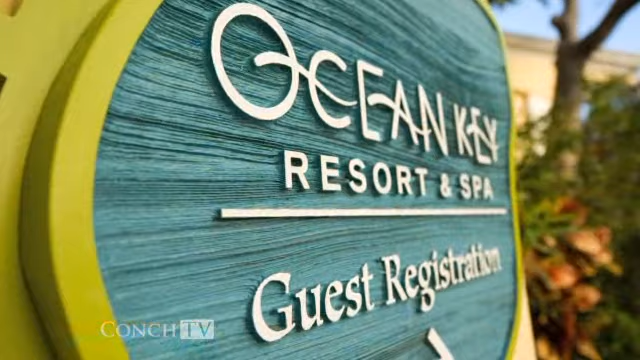 OCEAN KEY
RESORT & SPA
Guest Registration
CONCH TV